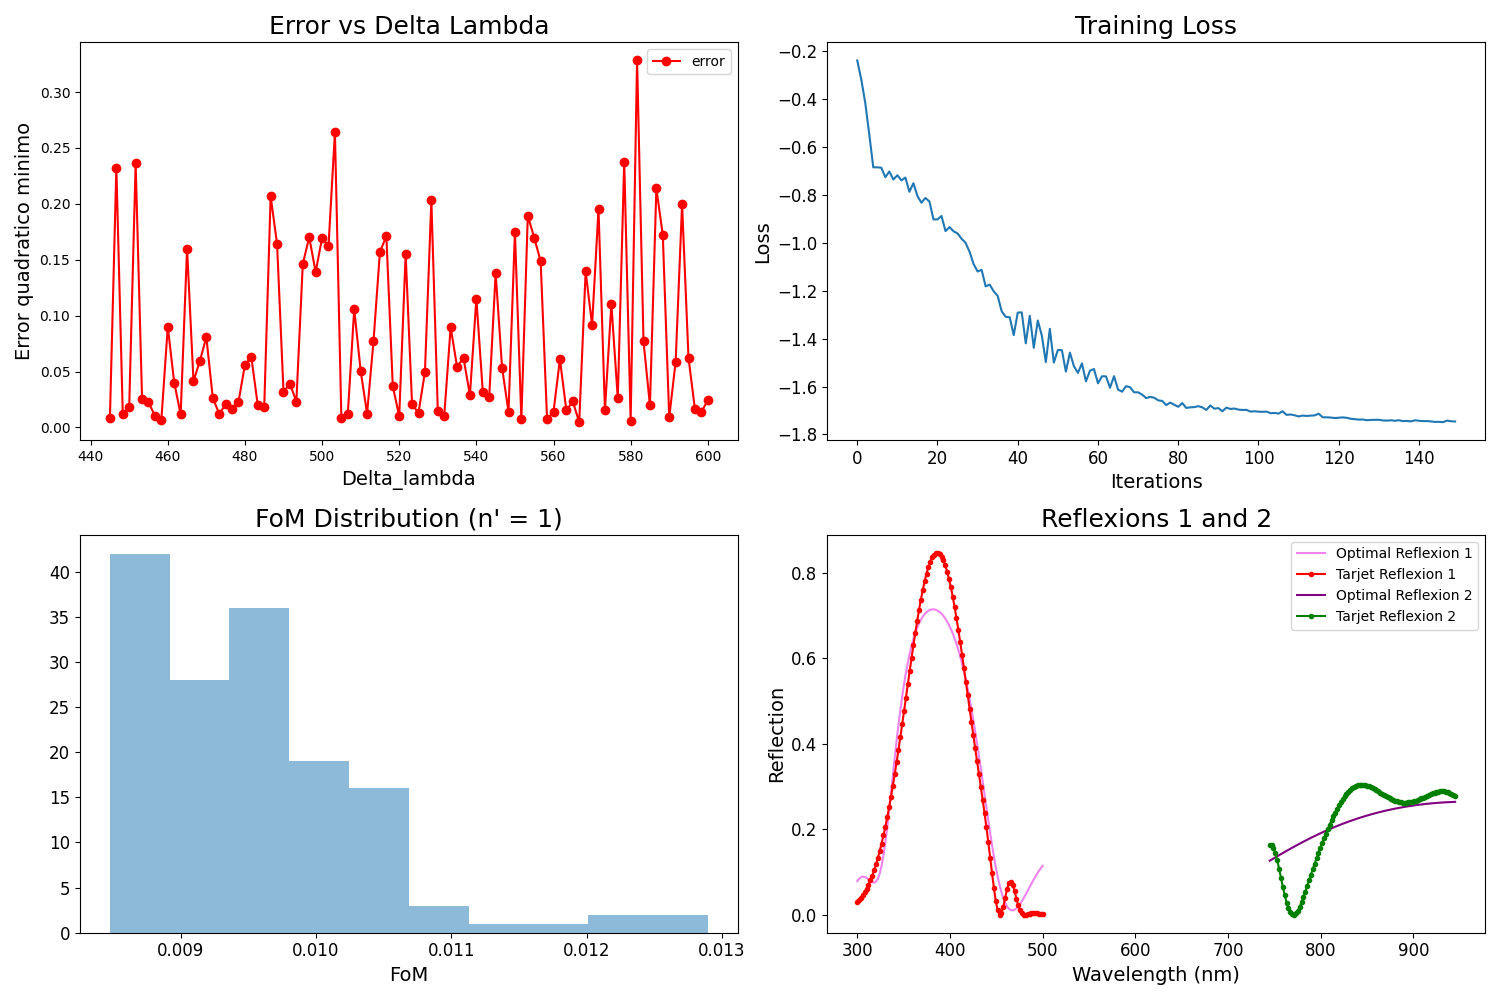 Error vs Delta Lambda
error
Error quadratico minimo
0.30
0.25
0.20
0.15
0.10
0.05
0.00
440 460 480 500 520 540 560 580 600
Delta_lambda
Training Loss
Loss
−0.2
−0.4
−0.6
−0.8
−1.0
−1.2
−1.4
−1.6
−1.8
0 20 40 60 80 100 120 140
Iterations
FoM Distribution (n' = 1)
40
35
30
25
20
15
10
5
0
0.009 0.010 0.011 0.012 0.013
FoM
Reflexions 1 and 2
Optimal Reflexion 1
Tarjet Reflexion 1
Optimal Reflexion 2
Tarjet Reflexion 2
Reflection
0.8
0.6
0.4
0.2
0.0
300 400 500 600 700 800 900
Wavelength (nm)